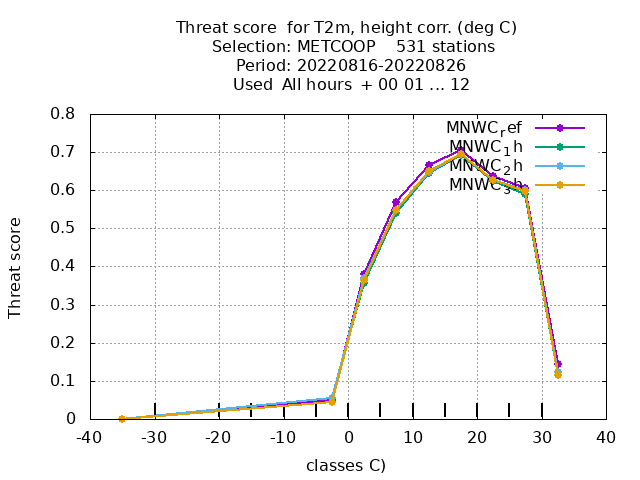 Threat score for T2m, height corr. (deg C)
Selection: METCOOP 531 stations
Period: 20220816-20220826
Used All hours + 00 01 ... 12
MNWC_ref
MNWC_1h
MNWC_2h
MNWC_3h
Threat score
0.8
0.7
0.6
0.5
0.4
0.3
0.2
0.1
0
-40 -30 -20 -10 0 10 20 30 40
classes C)